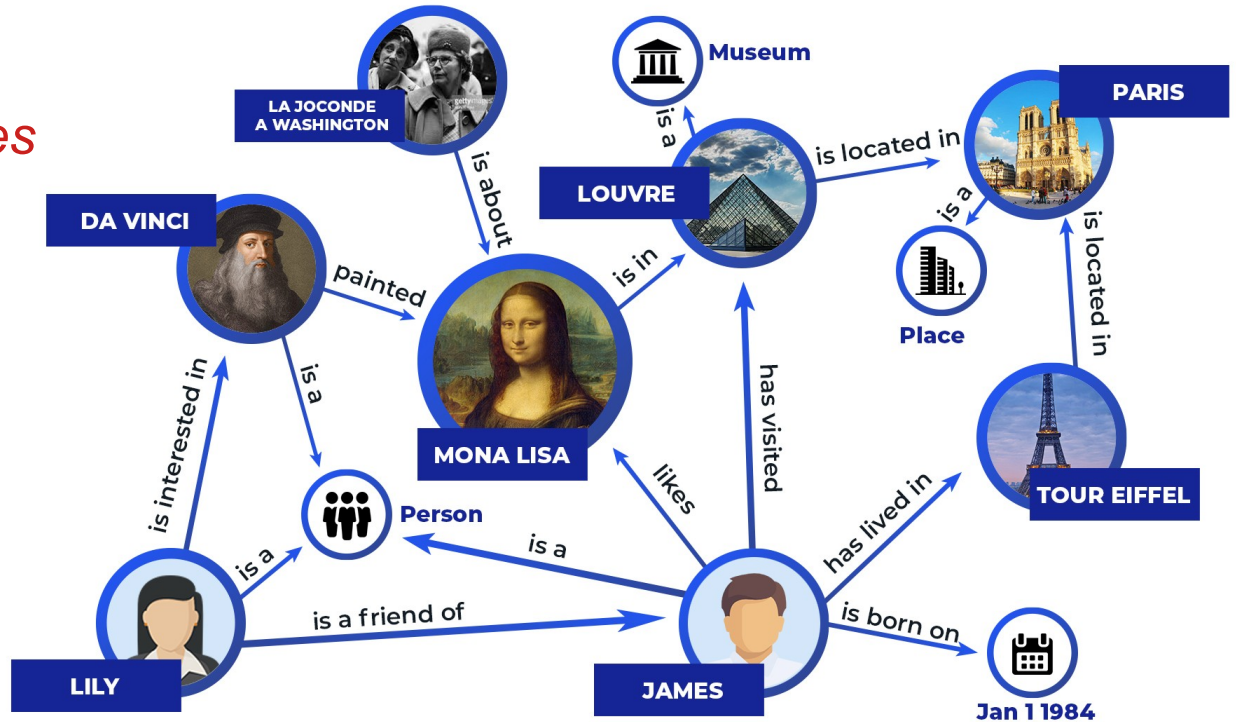 es
LA JOCONDE
A WASHINGTON
gettyimages
Museum
PARIS
is a
is located in
LOUVRE
DA VINCI
is about
is a
is located in
painted
is in
Place
is interested in
is a
MONA LISA
has visited
likes
TOUR EIFFEL
Person
has lived in
is a
is a
is a friend of
is born on
LILY
JAMES
Jan 1 1984